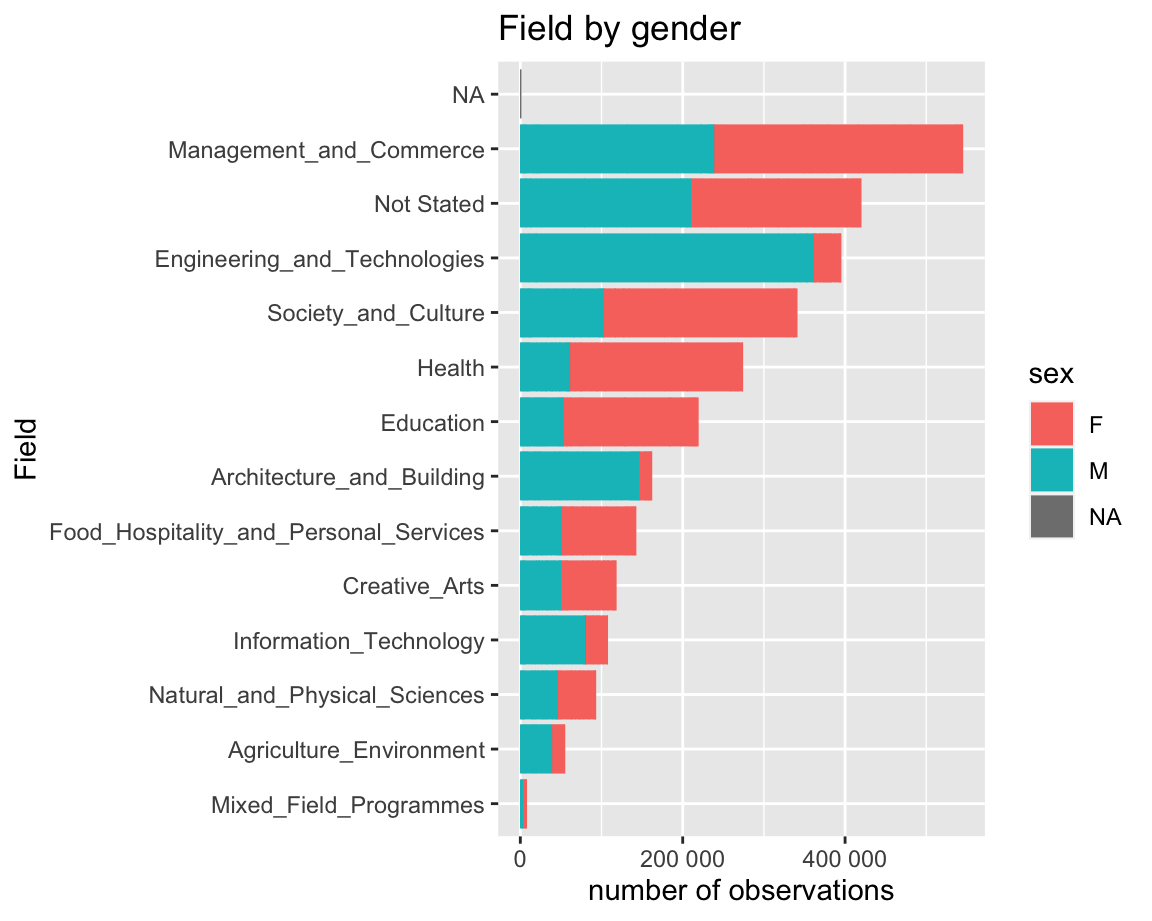 Field by gender
NA
Management_and_Commerce
Not Stated
Engineering_and_Technologies
Society_and_Culture
Health
Education
Architecture_and_Building
Food_Hospitality_and_Personal_Services
Creative_Arts
Information_Technology
Natural_and_Physical_Sciences
Agriculture_Environment
Mixed_Field_Programmes
Field
0
200 000
400 000
number of observations
sex
F
M
NA